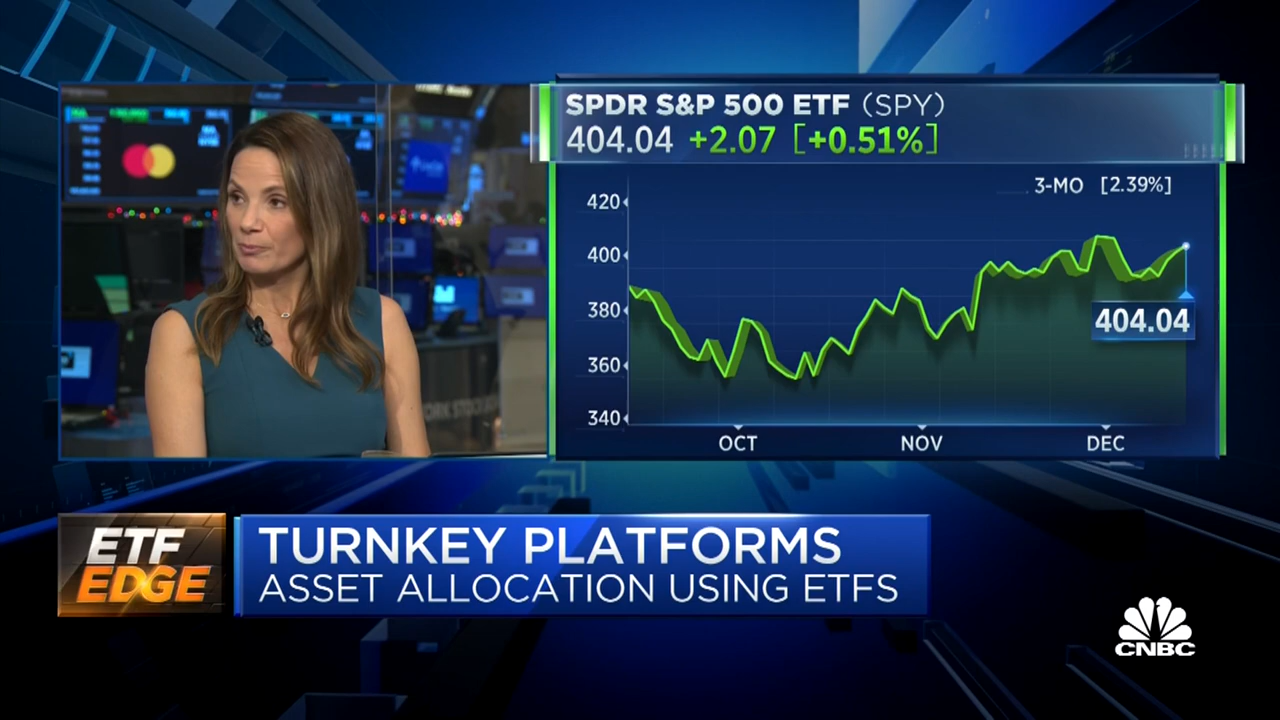 SPDR S&P 500 ETF (SPY)
404.04 +2.07 [+0.51%]
3-MO [2.39%]
420
400
380
360
340
OCT
NOV
DEC
404.04
ETF
EDGE
TURNKEY PLATFORMS
ASSET ALLOCATION USING ETFS
CNBC